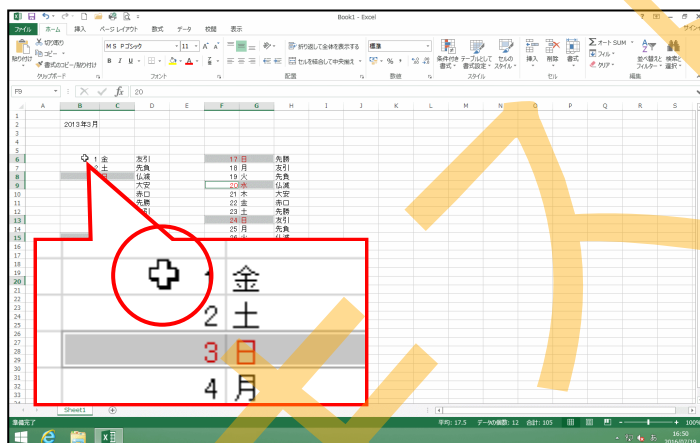 Book1 - Excel
サインイン
ファイル ホーム 挿入 ページ レイアウト 数式 データ 校閲 表示
切り取り
コピー
書式のコピー/貼り付け
貼り付け
クリップボード
MS Pゴシック 11
B I U
フォント
折り返して全体を表示する
セルを結合して中央揃え
配置
標準
数値
条件付き書式
テーブルとして書式設定
セルのスタイル
スタイル
挿入 削除 書式
セル
オート SUM
フィル
クリア
並べ替えとフィルター
検索と選択
編集
F9 fx 20
A B C D E F G H I J K L M N O P Q R S
2013年3月
1 金 友引 17 日 先勝
2 土 先負 18 月 友引
仏滅 19 火 先負
大安 20 水 仏滅
赤口 21 木 大安
先勝 22 金 赤口
23 土 先勝
24 日 友引
25 月 先負
1 金
2 土
3 日
4 月
Sheet1
準備完了
平均: 17.5 データの個数: 12 合計: 105
100%
16:50